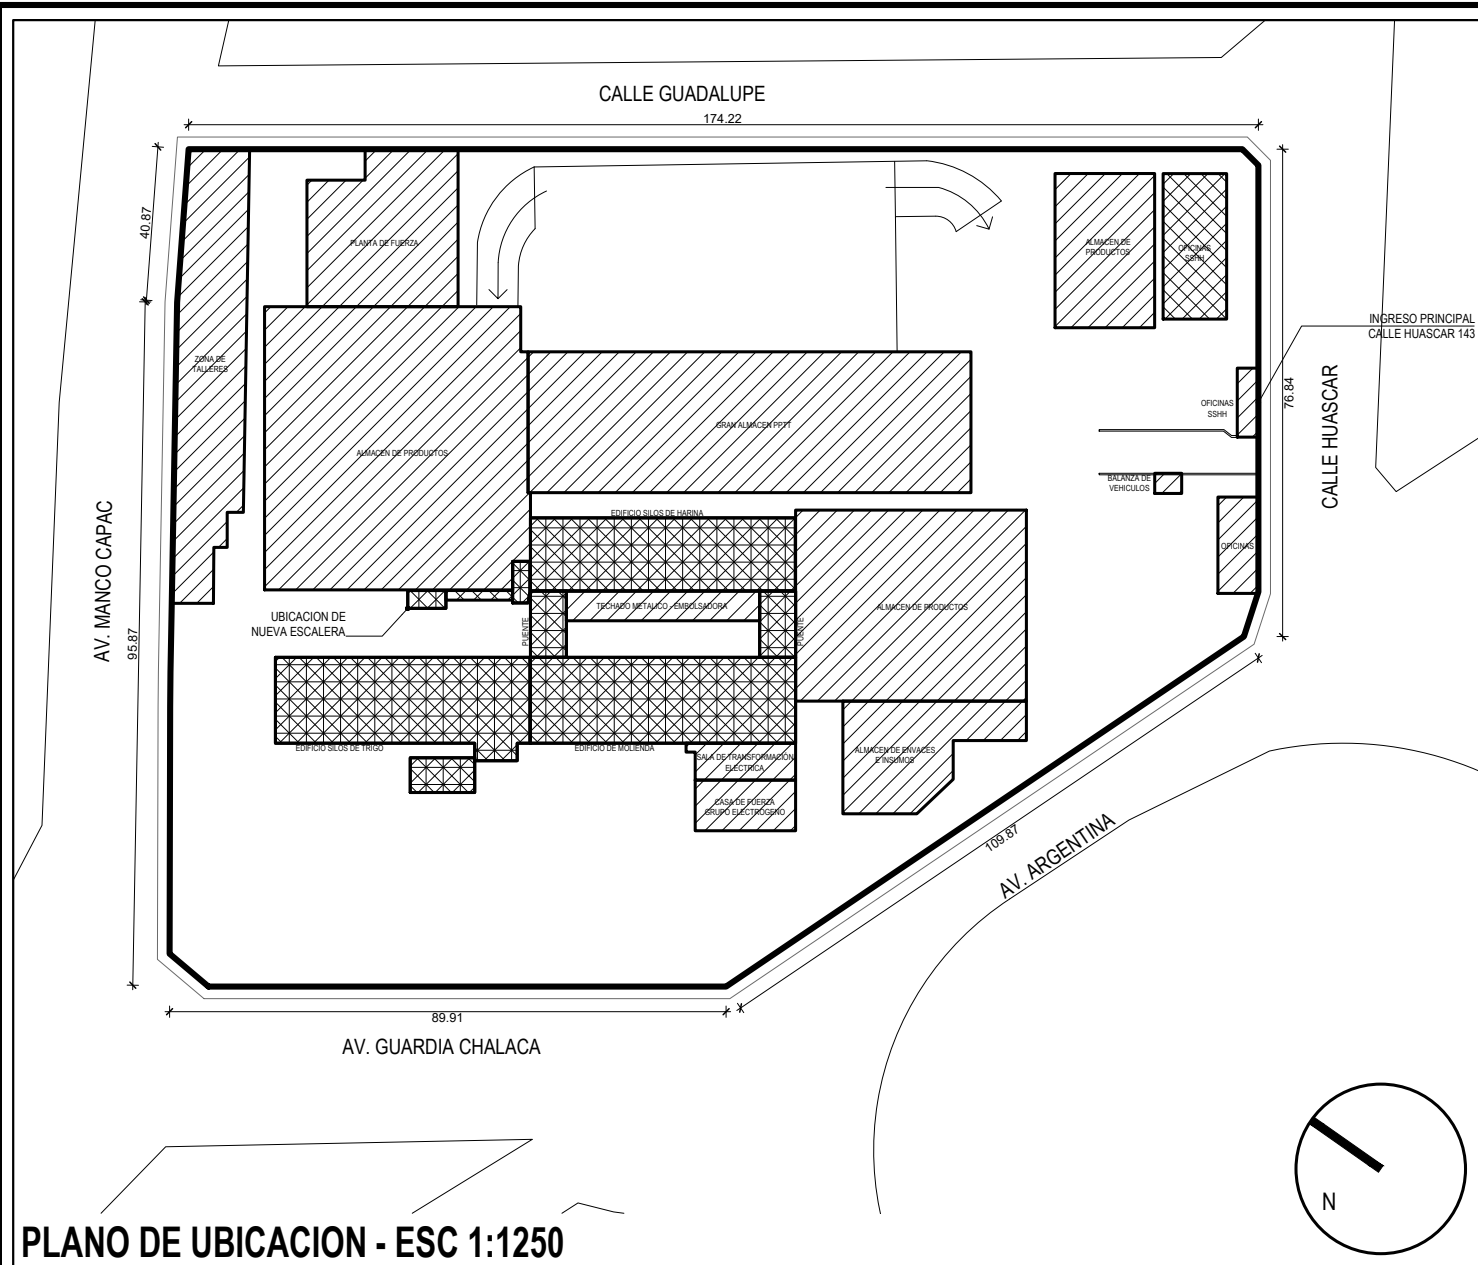 CALLE GUADALUPE
174.22
40.87
PLANTA DE FUERZA
ALMACEN DE
PRODUCTOS
OFICINAS
SSHH
INGRESO PRINCIPAL
CALLE HUASCAR 143
ZONA DE
TALLERES
76.84
CALLE HUASCAR
OFICINAS
SSHH
GRAN ALMACEN PPTT
ALMACEN DE PRODUCTOS
BALANZA DE
VEHICULOS
EDIFICIO SILOS DE HARINA
OFICINAS
AV. MANCO CAPAC
95.87
UBICACION DE
NUEVA ESCALERA
TECHADO METALICO - EMBOLSADORA
ALMACEN DE PRODUCTOS
PUENTE
PUENTE
EDIFICIO SILOS DE TRIGO
EDIFICIO DE MOLIENDA
SALA DE TRANSFORMACION
ELECTRICA
ALMACEN DE ENVACES
E INSUMOS
CASA DE FUERZA
GRUPO ELECTROGENO
109.87
AV. ARGENTINA
89.91
AV. GUARDIA CHALACA
N
PLANO DE UBICACION - ESC 1:1250